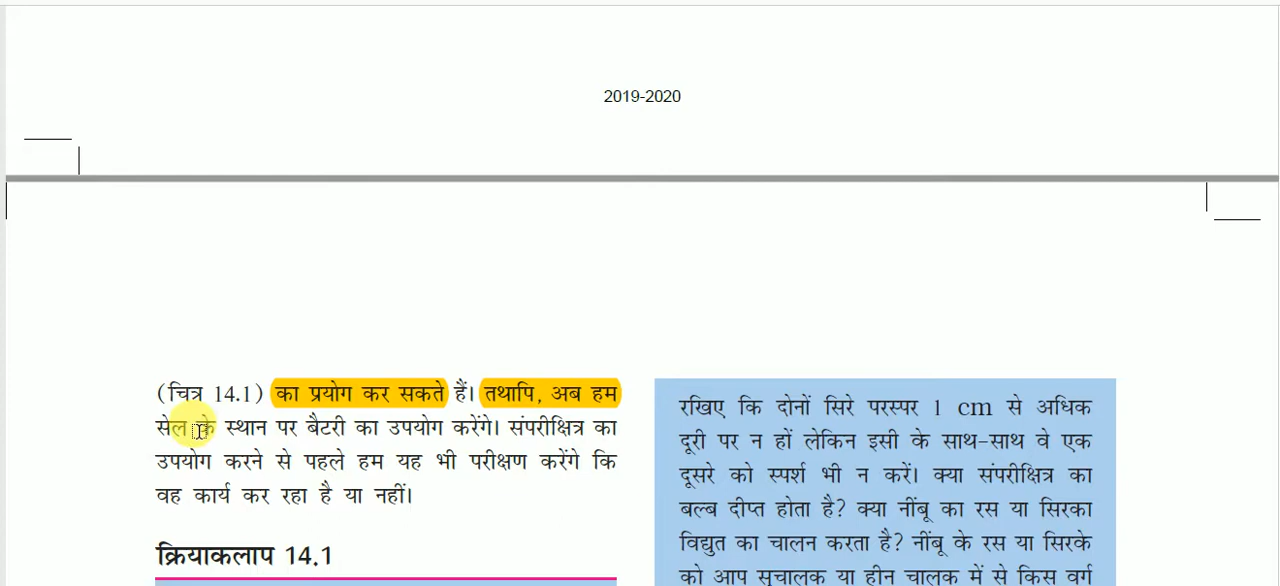 2019-2020
(चित्र 14.1) का प्रयोग कर सकते हैं। तथापि, अब हम
सेल के स्थान पर बैटरी का उपयोग करेंगे। संपरीक्षित्र का
उपयोग करने से पहले हम यह भी परीक्षण करेंगे कि
वह कार्य कर रहा है या नहीं।
क्रियाकलाप 14.1
रखिए कि दोनों सिरे परस्पर 1 cm से अधिक
दूरी पर न हों लेकिन इसी के साथ-साथ वे एक
दूसरे को स्पर्श भी न करें। क्या संपरीक्षित्र का
बल्ब दीप्त होता है? क्या नींबू का रस या सिरका
विद्युत का चालन करता है? नींबू के रस या सिरके
को आप सुचालक या हीन चालक में से किस वर्ग